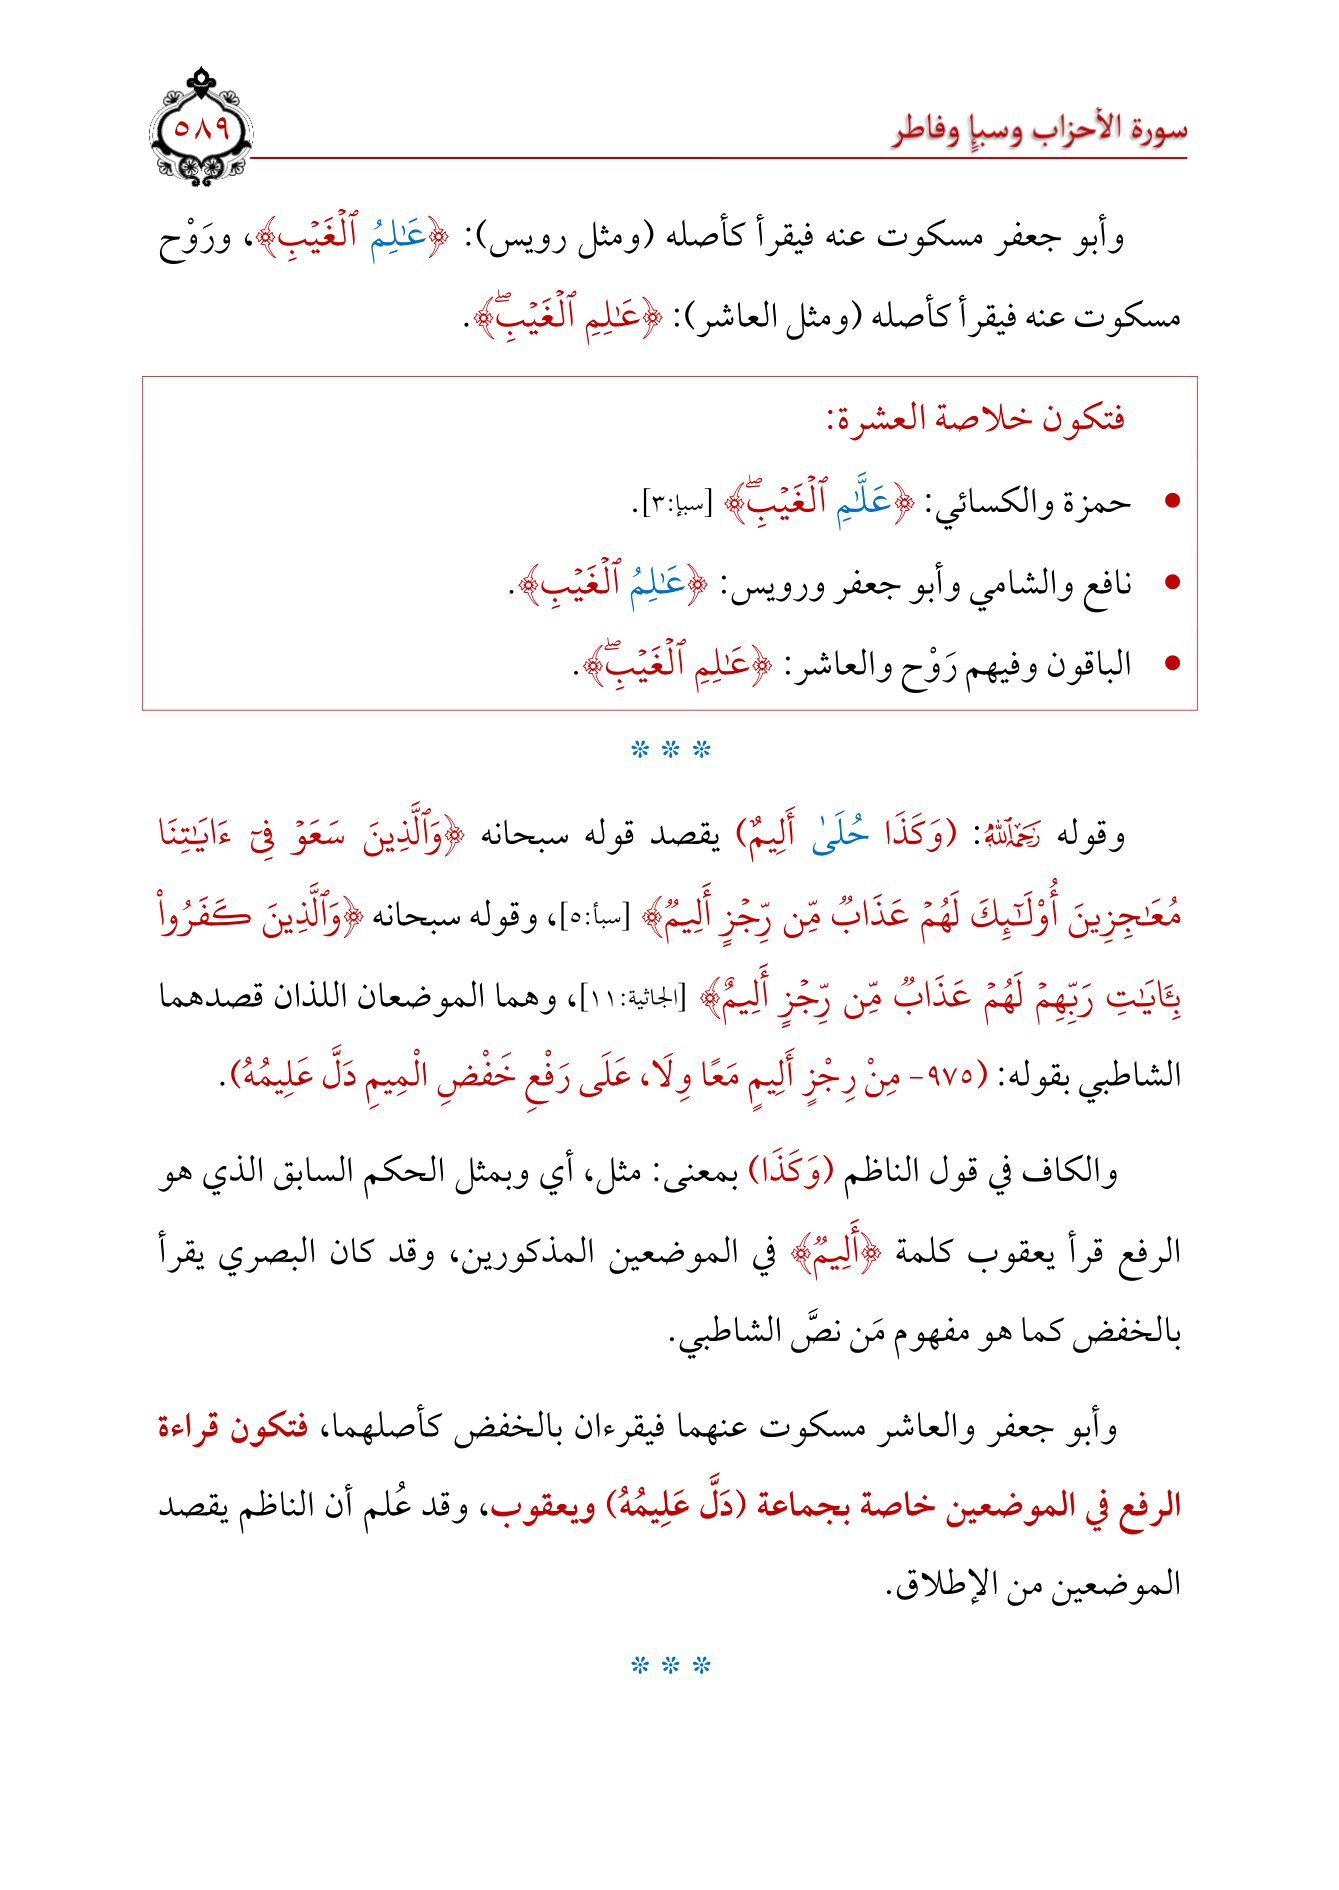 سورة الأحزاب وسبإٍ وفاطر
٥٨٩
وأبو جعفر مسكوت عنه فيقرأ كأصله (ومثل رويس): ﴿عَـٰلِمُ ٱلۡغَيۡبِ﴾، ورَوْح
مسكوت عنه فيقرأ كأصله (ومثل العاشر): ﴿عَـٰلِمِ ٱلۡغَيۡبِۖ﴾.
فتكون خلاصة العشرة:
• حمزة والكسائي: ﴿عَلَّـٰمِ ٱلۡغَيۡبِۖ﴾ [سبإ:٣].
• نافع والشامي وأبو جعفر ورويس: ﴿عَـٰلِمُ ٱلۡغَيۡبِ﴾.
• الباقون وفيهم رَوْح والعاشر: ﴿عَـٰلِمِ ٱلۡغَيۡبِۖ﴾.
* * *
وقوله رَحِمَهُ ٱللَّهُ: (وَكَذَا حُلَىٰ أَلِيمٌ) يقصد قوله سبحانه ﴿وَٱلَّذِينَ سَعَوۡ فِيٓ ءَايَـٰتِنَا
مُعَـٰجِزِينَ أُوْلَـٰٓئِكَ لَهُمۡ عَذَابٞ مِّن رِّجۡزٍ أَلِيمٞ﴾ [سبأ:٥]، وقوله سبحانه ﴿وَٱلَّذِينَ كَفَرُواْ
بِـَٔايَـٰتِ رَبِّهِمۡ لَهُمۡ عَذَابٞ مِّن رِّجۡزٍ أَلِيمٌ﴾ [الجاثية:١١]، وهما الموضعان اللذان قصدهما
الشاطبي بقوله: (٩٧٥- مِنْ رِجْزٍ أَلِيمٍ مَعًا وِلَا، عَلَى رَفْعِ خَفْضِ الْمِيمِ دَلَّ عَلِيمُهُ).
والكاف في قول الناظم (وَكَذَا) بمعنى: مثل، أي وبمثل الحكم السابق الذي هو
الرفع قرأ يعقوب كلمة ﴿أَلِيمٞ﴾ في الموضعين المذكورين، وقد كان البصري يقرأ
بالخفض كما هو مفهوم مَن نصَّ الشاطبي.
وأبو جعفر والعاشر مسكوت عنهما فيقرءان بالخفض كأصلهما، فتكون قراءة
الرفع في الموضعين خاصة بجماعة (دَلَّ عَلِيمُهُ) ويعقوب، وقد عُلم أن الناظم يقصد
الموضعين من الإطلاق.
* * *